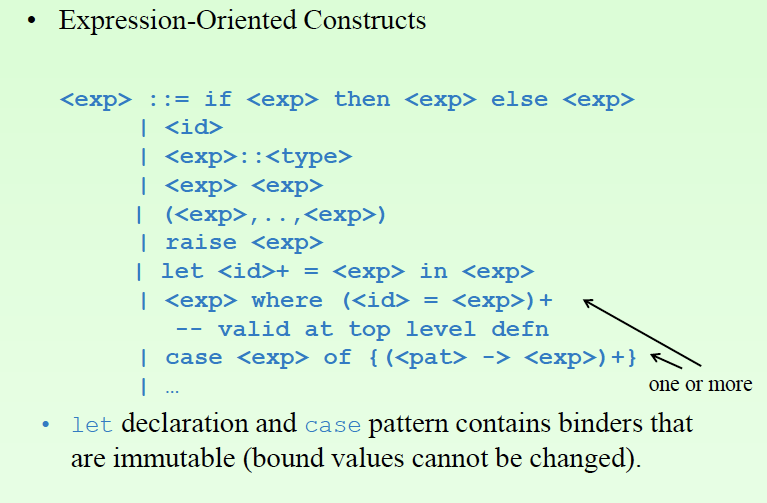 • Expression-Oriented Constructs
<exp> ::= if <exp> then <exp> else <exp>
| <id>
| <exp>::<type>
| <exp> <exp>
| (<exp>,..,<exp>)
| raise <exp>
| let <id>+ = <exp> in <exp>
| <exp> where (<id> = <exp>)+
-- valid at top level defn
| case <exp> of {(<pat> -> <exp>)+}
| …
one or more
• let declaration and case pattern contains binders that
are immutable (bound values cannot be changed).